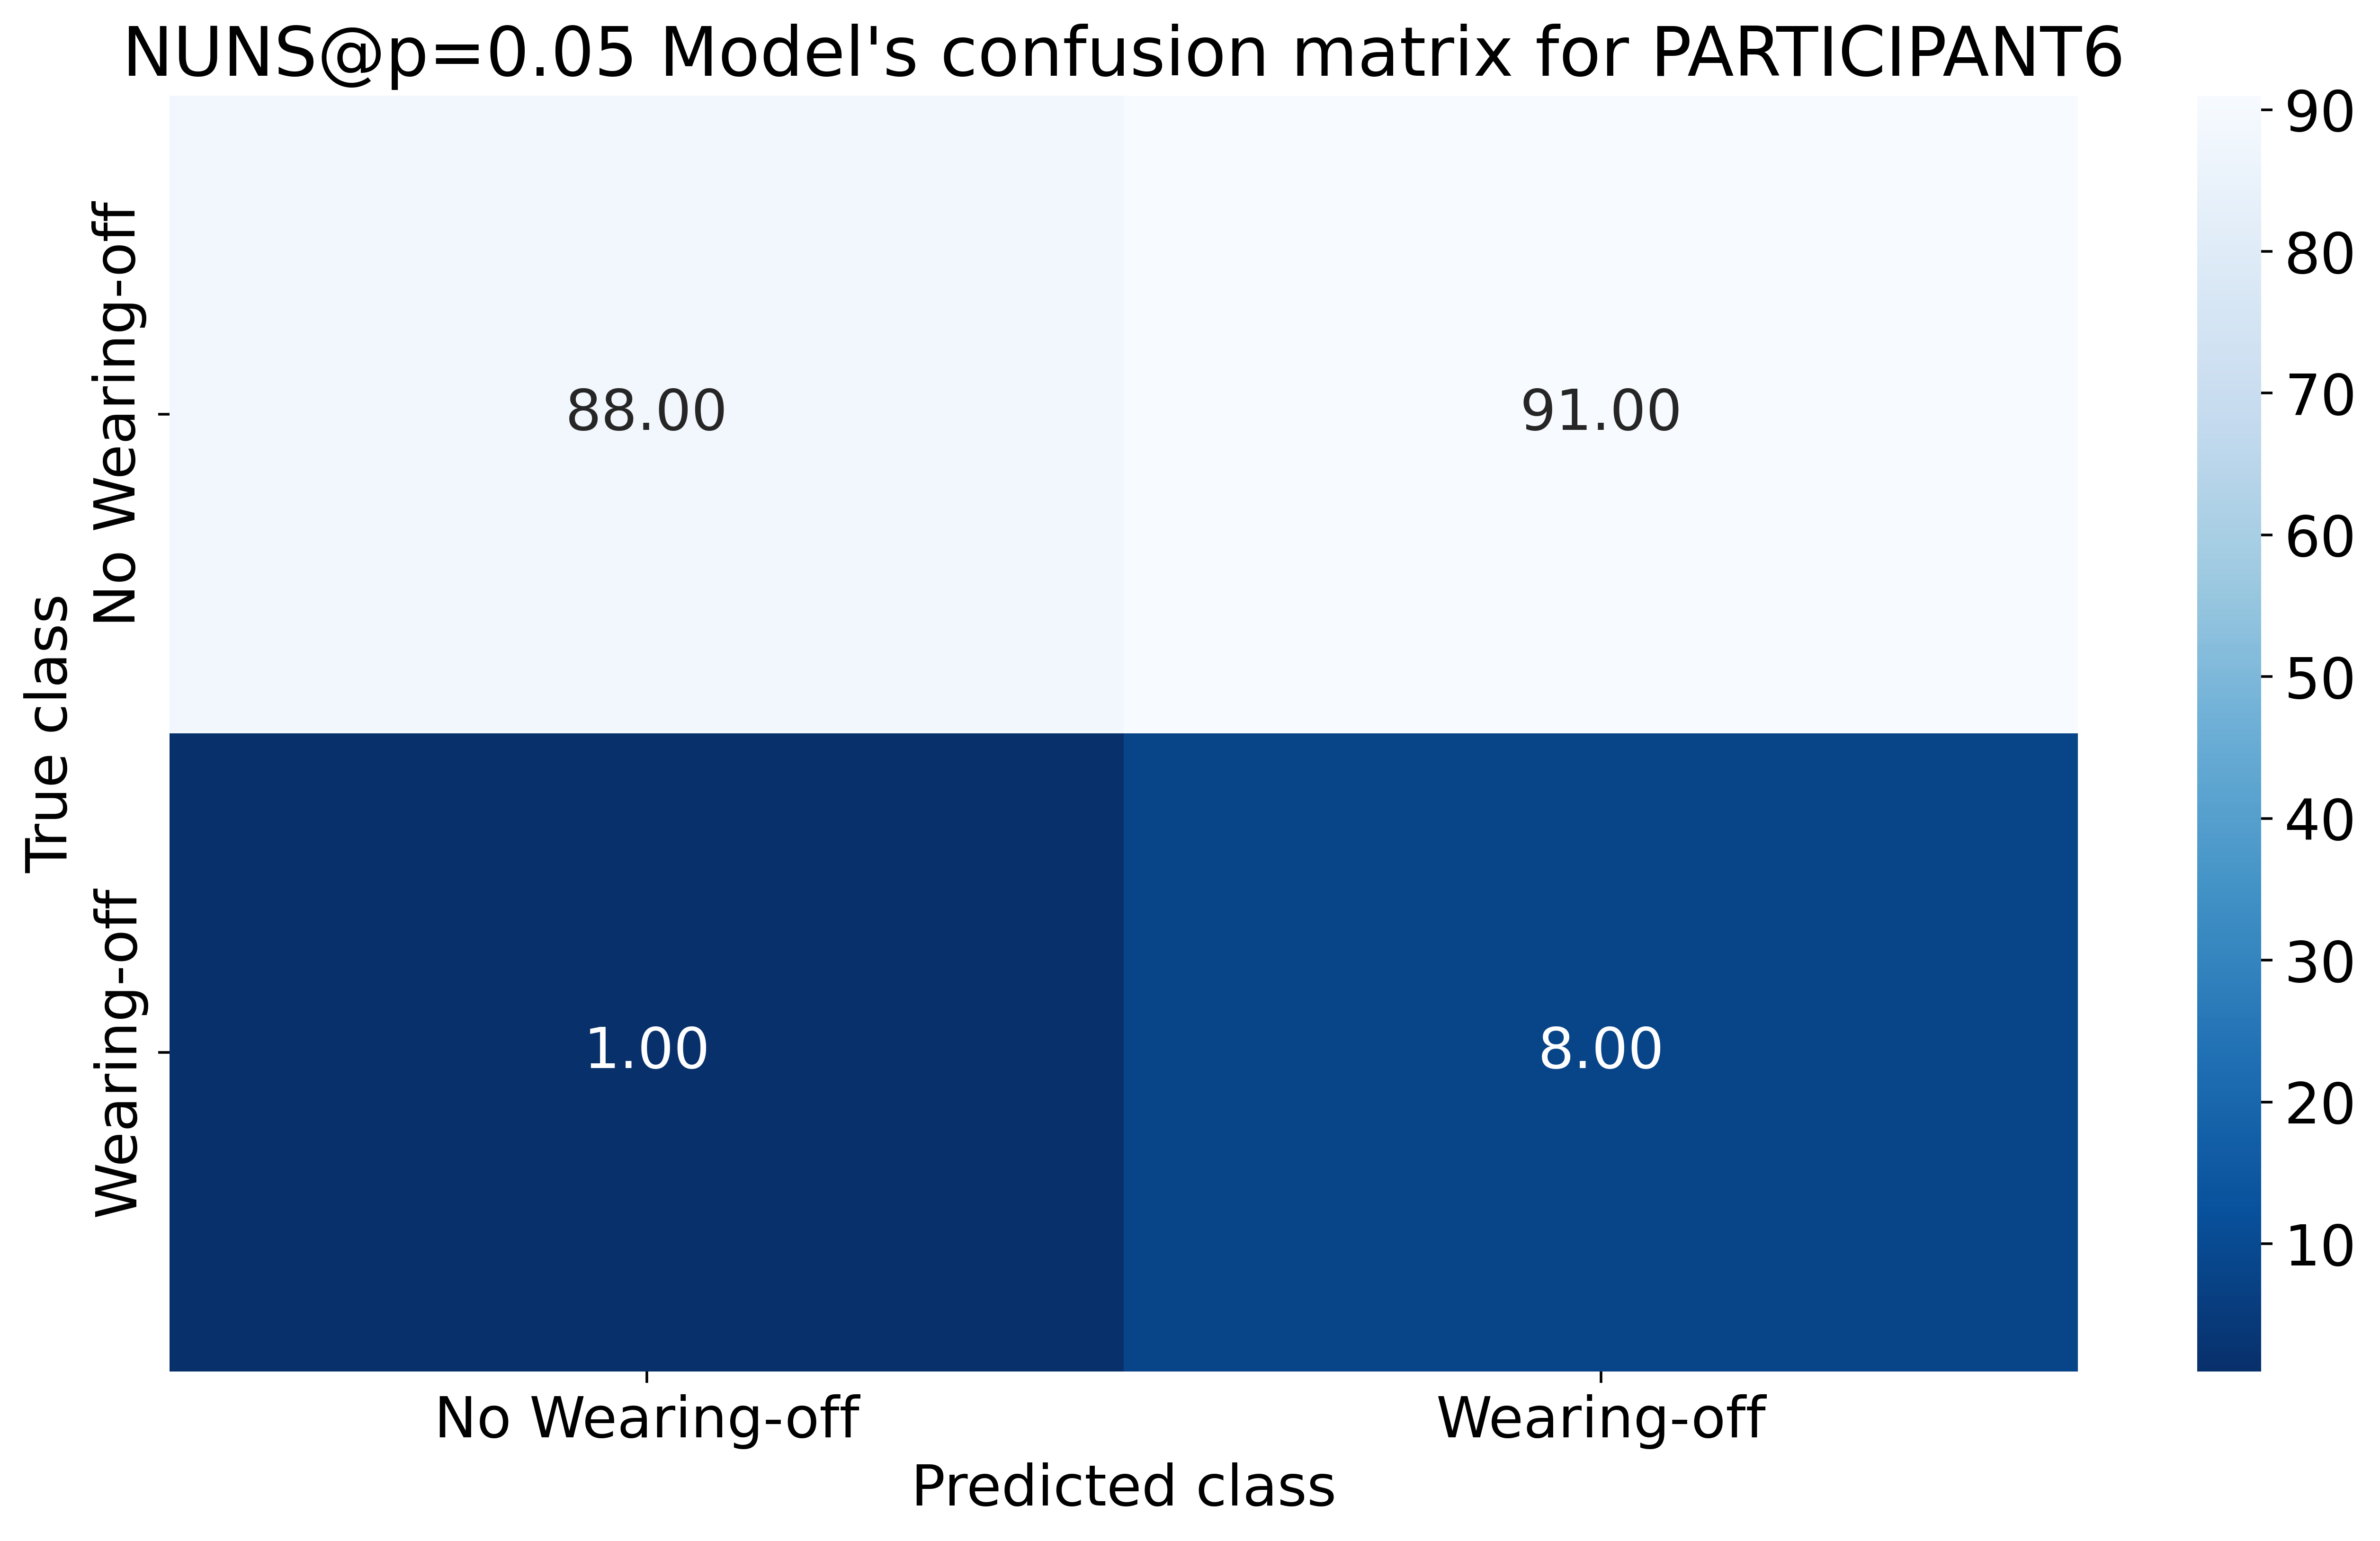 NUNS@p=0.05 Model's confusion matrix for PARTICIPANT6
True class
No Wearing-off
Wearing-off
88.00
91.00
1.00
8.00
No Wearing-off
Wearing-off
Predicted class
90
80
70
60
50
40
30
20
10